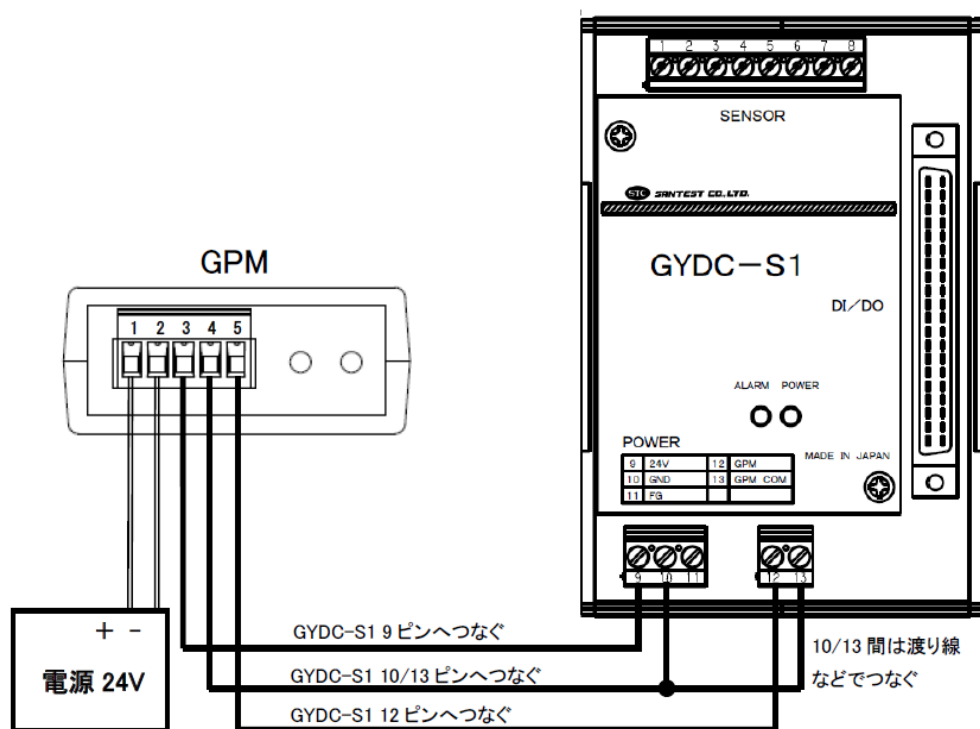 1 2 3 4 5 6 7 8
SENSOR
STC SANTEST CO.,LTD.
GYDC-S1
DI/DO
ALARM POWER
POWER
9 24V 12 GPM
10 GND 13 GPM COM
11 FG
MADE IN JAPAN
9 10 11 12 13
GPM
1 2 3 4 5
+ -
電源 24V
GYDC-S1 9 ピンへつなぐ
GYDC-S1 10/13 ピンへつなぐ
GYDC-S1 12 ピンへつなぐ
10/13 間は渡り線
などでつなぐ